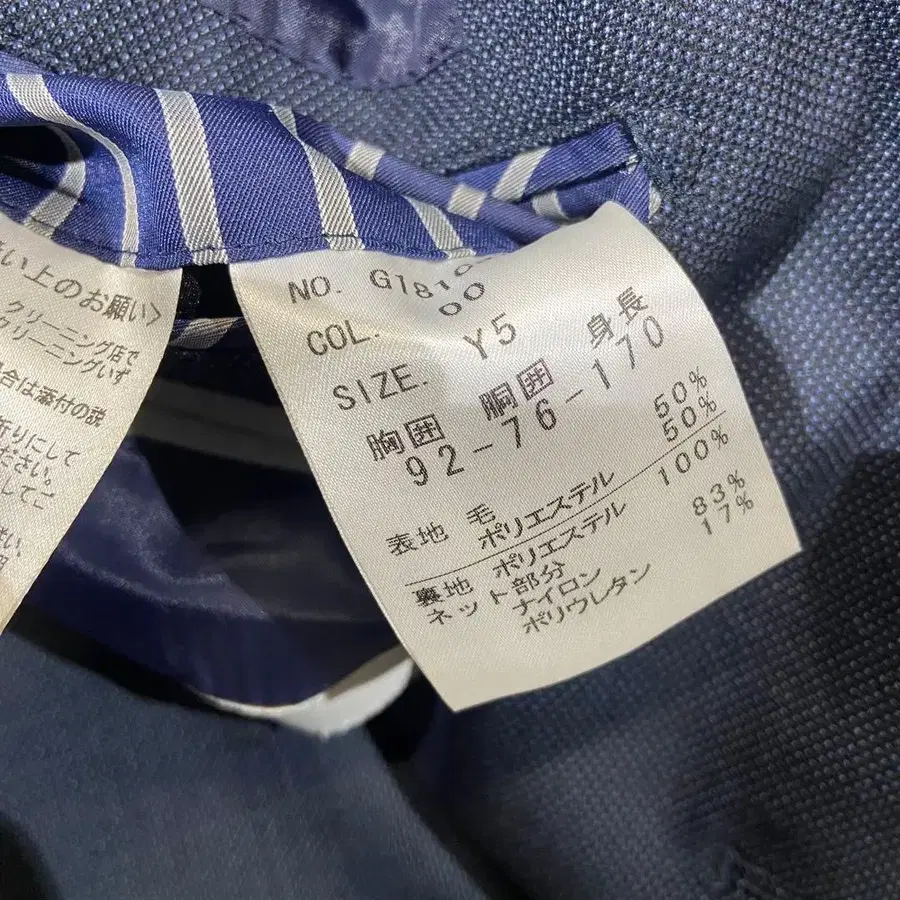 い上のお願い〉
クリーニング店で
クリーニングいず
合は添付の説
折りにして
ださい。
NO. G1810
COL. 00
SIZE. Y5
胸囲 胴囲 身長
92-76-170
表地 毛 50%
ポリエステル 50%
裏地 ポリエステル 100%
ネット部分
ナイロン 83%
ポリウレタン 17%